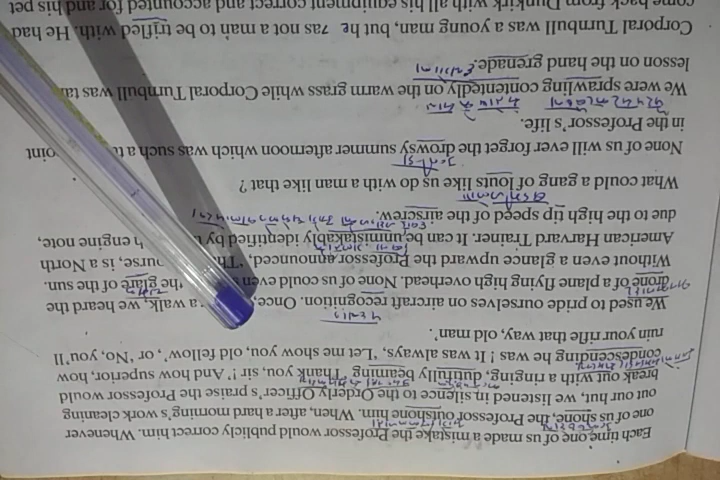 Each time one of us made a mistake the Professor would publicly correct him. Whenever
one of us shone, the Professor outshone him. When, after a hard morning's work cleaning
out our hut, we listened in silence to the Orderly Officer's praise the Professor would
break out with a ringing, dutifully beaming 'Thank you, sir !' And how superior, how
condescending he was ! It was always, 'Let me show you, old fellow', or 'No, you'll
ruin your rifle that way, old man'.
We used to pride ourselves on aircraft recognition. Once, a walk, we heard the
drone of a plane flying high overhead. None of us could even the glare of the sun.
Without even a glance upward the Professor announced, is a North
American Harvard Trainer. It can be unmistakably identified by engine note,
due to the high tip speed of the airscrew.'
What could a gang of louts like us do with a man like that ?
None of us will ever forget the drowsy summer afternoon which was such a
in the Professor's life.
We were sprawling contentedly on the warm grass while Corporal Turnbull was
lesson on the hand grenade.
Corporal Turnbull was a young man, but he was not a man to be trifled with. He had
come back from Dunkirk with all his equipment correct and accounted for and his pet